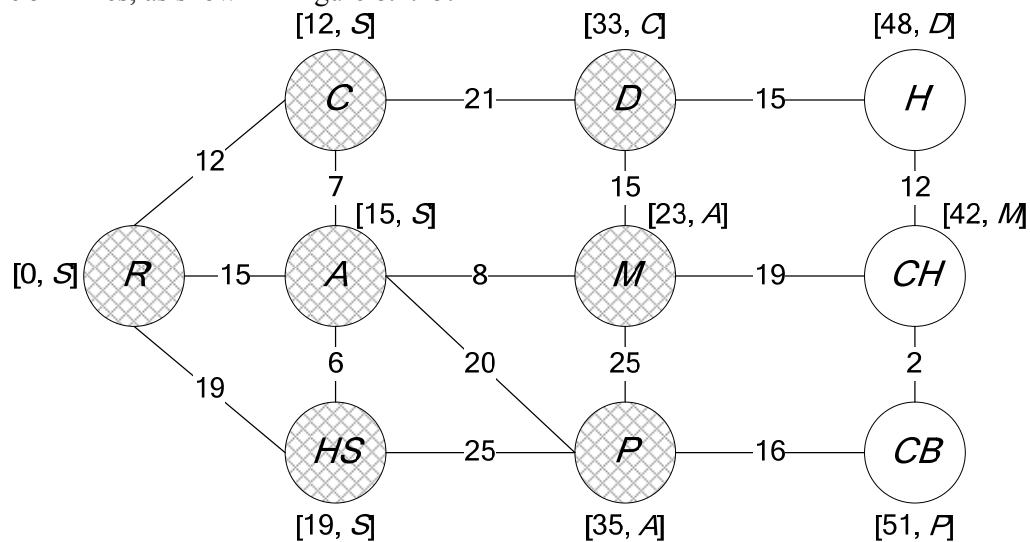 [12, S] [33, C] [48, D]
C 21 D 15 H
12 7 15 12
[15, S] [23, A] [42, M]
[0, S] R 15 A 8 M 19 CH
19 6 20 25 2
HS 25 P 16 CB
[19, S] [35, A] [51, P]